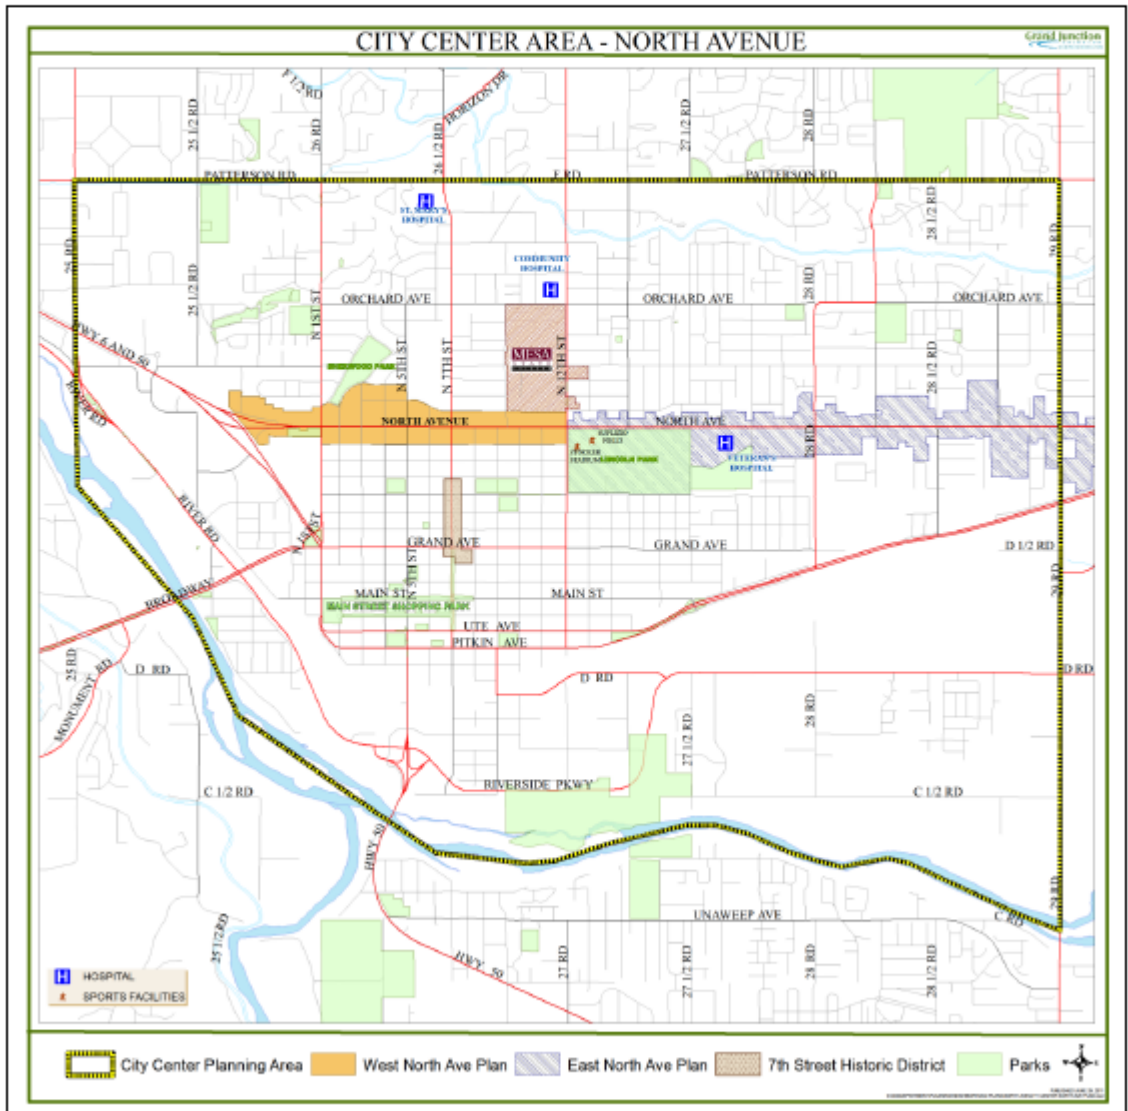 CITY CENTER AREA - NORTH AVENUE
Grand Junction
F 1/2 RD
HORIZON DR
25 1/2 RD
26 RD
26 1/2 RD
27 1/2 RD
28 RD
PATTERSON RD
F RD
PATTERSON RD
ST. MARY'S
HOSPITAL
28 1/2 RD
25 RD
29 RD
COMMUNITY
HOSPITAL
25 1/2 RD
28 RD
ORCHARD AVE
ORCHARD AVE
ORCHARD AVE
N 1ST ST
HWY 6 AND 50
N 5TH ST
N 7TH ST
MESA
N 12TH ST
28 1/2 RD
NORTH AVENUE
NORTH AVE
28 RD
LINCOLN PARK
VETERAN'S
HOSPITAL
RIVER RD
N 1ST ST
GRAND AVE
GRAND AVE
D 1/2 RD
N 5TH ST
29 RD
BROADWAY
MAIN ST
MAIN ST
MAIN STREET SHOPPING PARK
UTE AVE
PITKIN AVE
25 RD
MONUMENT RD
D RD
D RD
D RD
28 RD
27 1/2 RD
C 1/2 RD
RIVERSIDE PKWY
C 1/2 RD
HWY 50
29 RD
UNAWEEP AVE
C RD
25 1/2 RD
HWY 50
27 RD
27 1/2 RD
28 RD
28 1/2 RD
H HOSPITAL
SPORTS FACILITIES
City Center Planning Area
West North Ave Plan
East North Ave Plan
7th Street Historic District
Parks